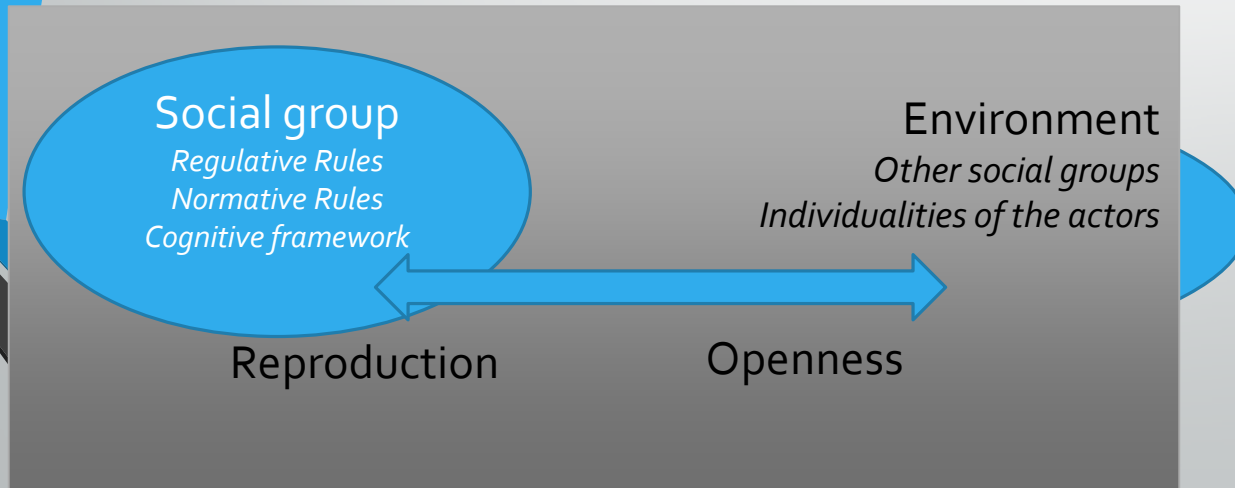 Social group
Regulative Rules
Normative Rules
Cognitive framework
Environment
Other social groups
Individualities of the actors
Reproduction
Openness